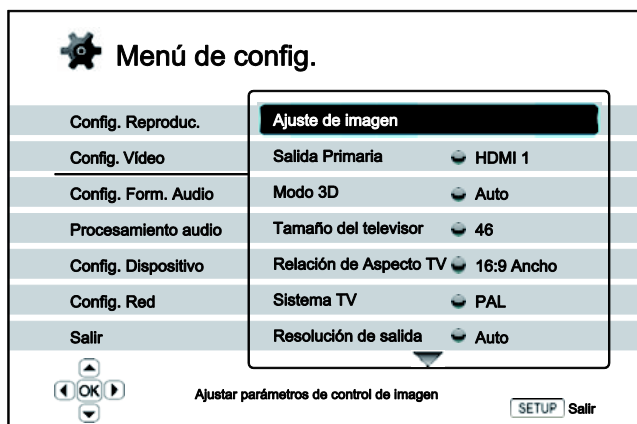 Menú de config.
Config. Reproduc.
Config. Vídeo
Config. Form. Audio
Procesamiento audio
Config. Dispositivo
Config. Red
Salir
Ajuste de imagen
Salida Primaria HDMI 1
Modo 3D Auto
Tamaño del televisor 46
Relación de Aspecto TV 16:9 Ancho
Sistema TV PAL
Resolución de salida Auto
OK
Ajustar parámetros de control de imagen
SETUP Salir